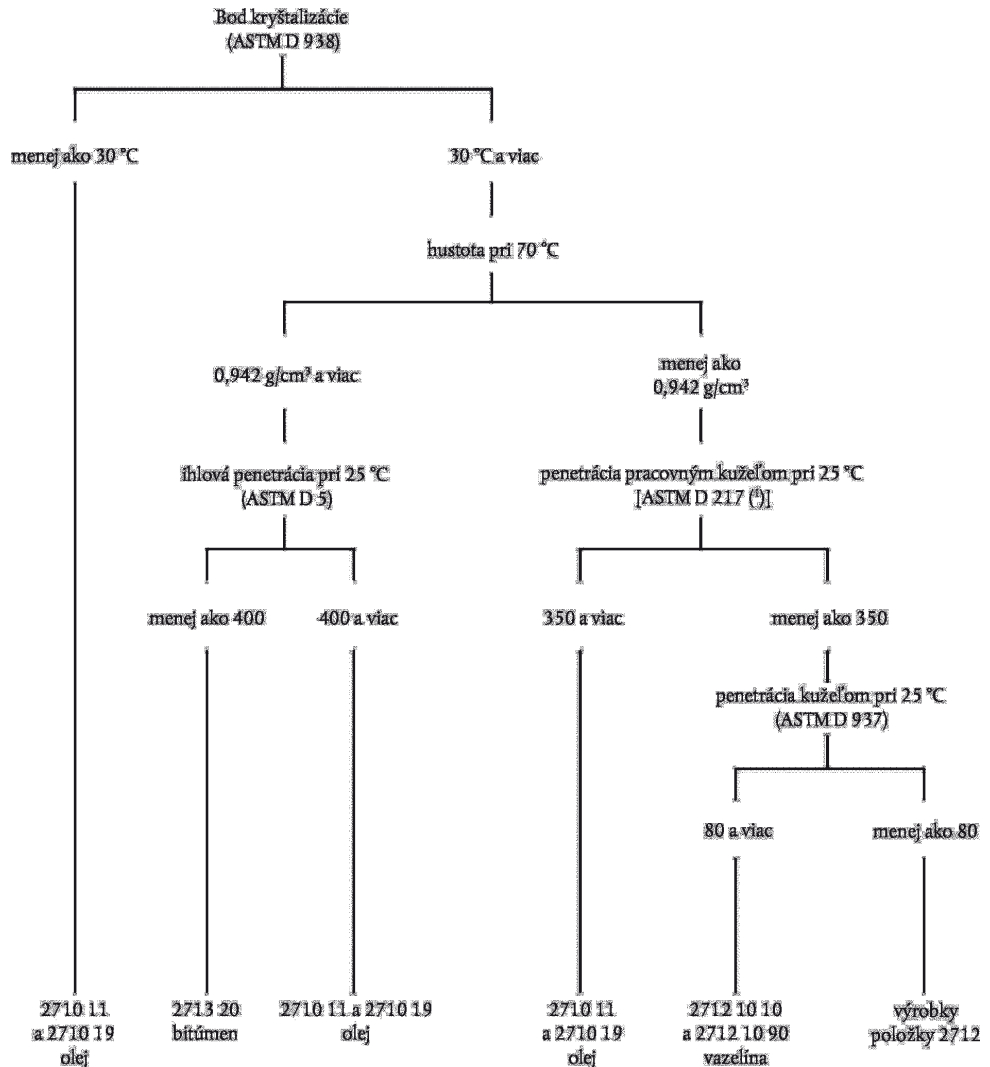 Bod kryštalizácie
(ASTM D 938)
menej ako 30 °C
30 °C a viac
hustota pri 70 °C
0,942 g/cm³ a viac
menej ako
0,942 g/cm³
ihlová penetrácia pri 25 °C
(ASTM D 5)
penetrácia pracovným kužeľom pri 25 °C
[ASTM D 217 (¹)]
menej ako 400
400 a viac
350 a viac
menej ako 350
penetrácia kužeľom pri 25 °C
(ASTM D 937)
80 a viac
menej ako 80
2710 11
a 2710 19
olej
2713 20
bitúmen
2710 11 a 2710 19
olej
2710 11
a 2710 19
olej
2712 10 10
a 2712 10 90
vazelína
výrobky
položky 2712